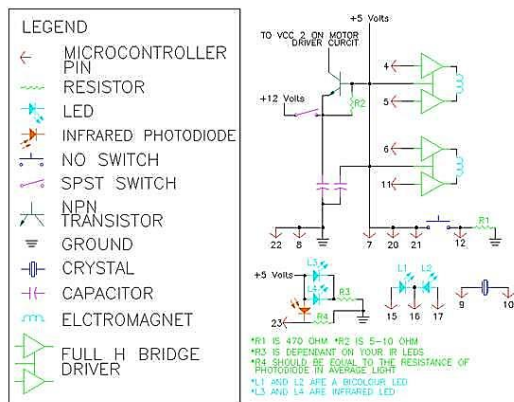 LEGEND
MICROCONTROLLER
PIN
RESISTOR
LED
INFRARED PHOTODIODE
NO SWITCH
SPST SWITCH
NPN
TRANSISTOR
GROUND
CRYSTAL
CAPACITOR
ELCTROMAGNET
FULL H BRIDGE
DRIVER
+5 Volts
TO VCC 2 ON MOTOR
DRIVER CURCIT
4
R2
+12 Volts
5
6
11
R1
22 8 7 20 21 12
L3
+5 Volts
L4
R3
23
R4
L1 L2
15 16 17
9 10
*R1 IS 470 OHM *R2 IS 5-10 OHM
*R3 IS DEPENDANT ON YOUR IR LEDS
*R4 SHOULD BE EQUAL TO THE RESISTANCE OF
PHOTODIODE IN AVERAGE LIGHT
*L1 AND L2 ARE A BICOLOUR LED
*L3 AND L4 ARE INFRARED LED